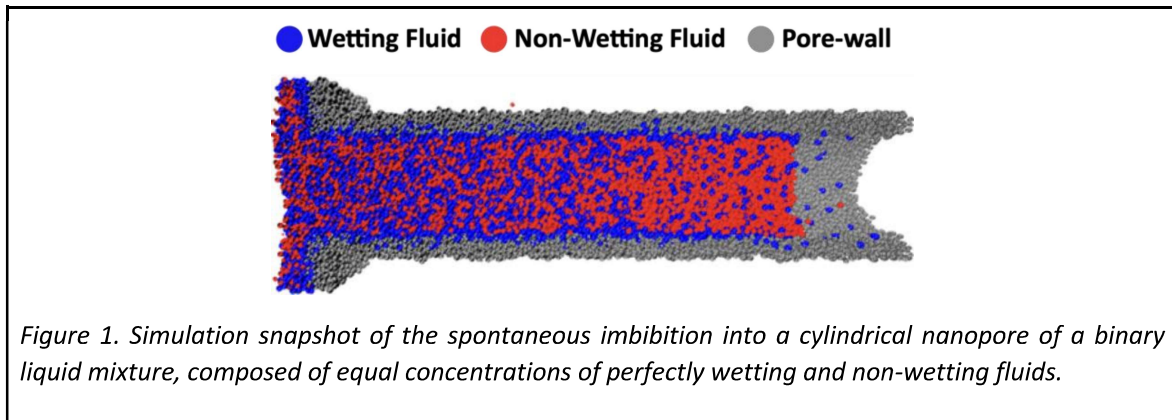 Wetting Fluid Non-Wetting Fluid Pore-wall
Figure 1. Simulation snapshot of the spontaneous imbibition into a cylindrical nanopore of a binary
liquid mixture, composed of equal concentrations of perfectly wetting and non-wetting fluids.